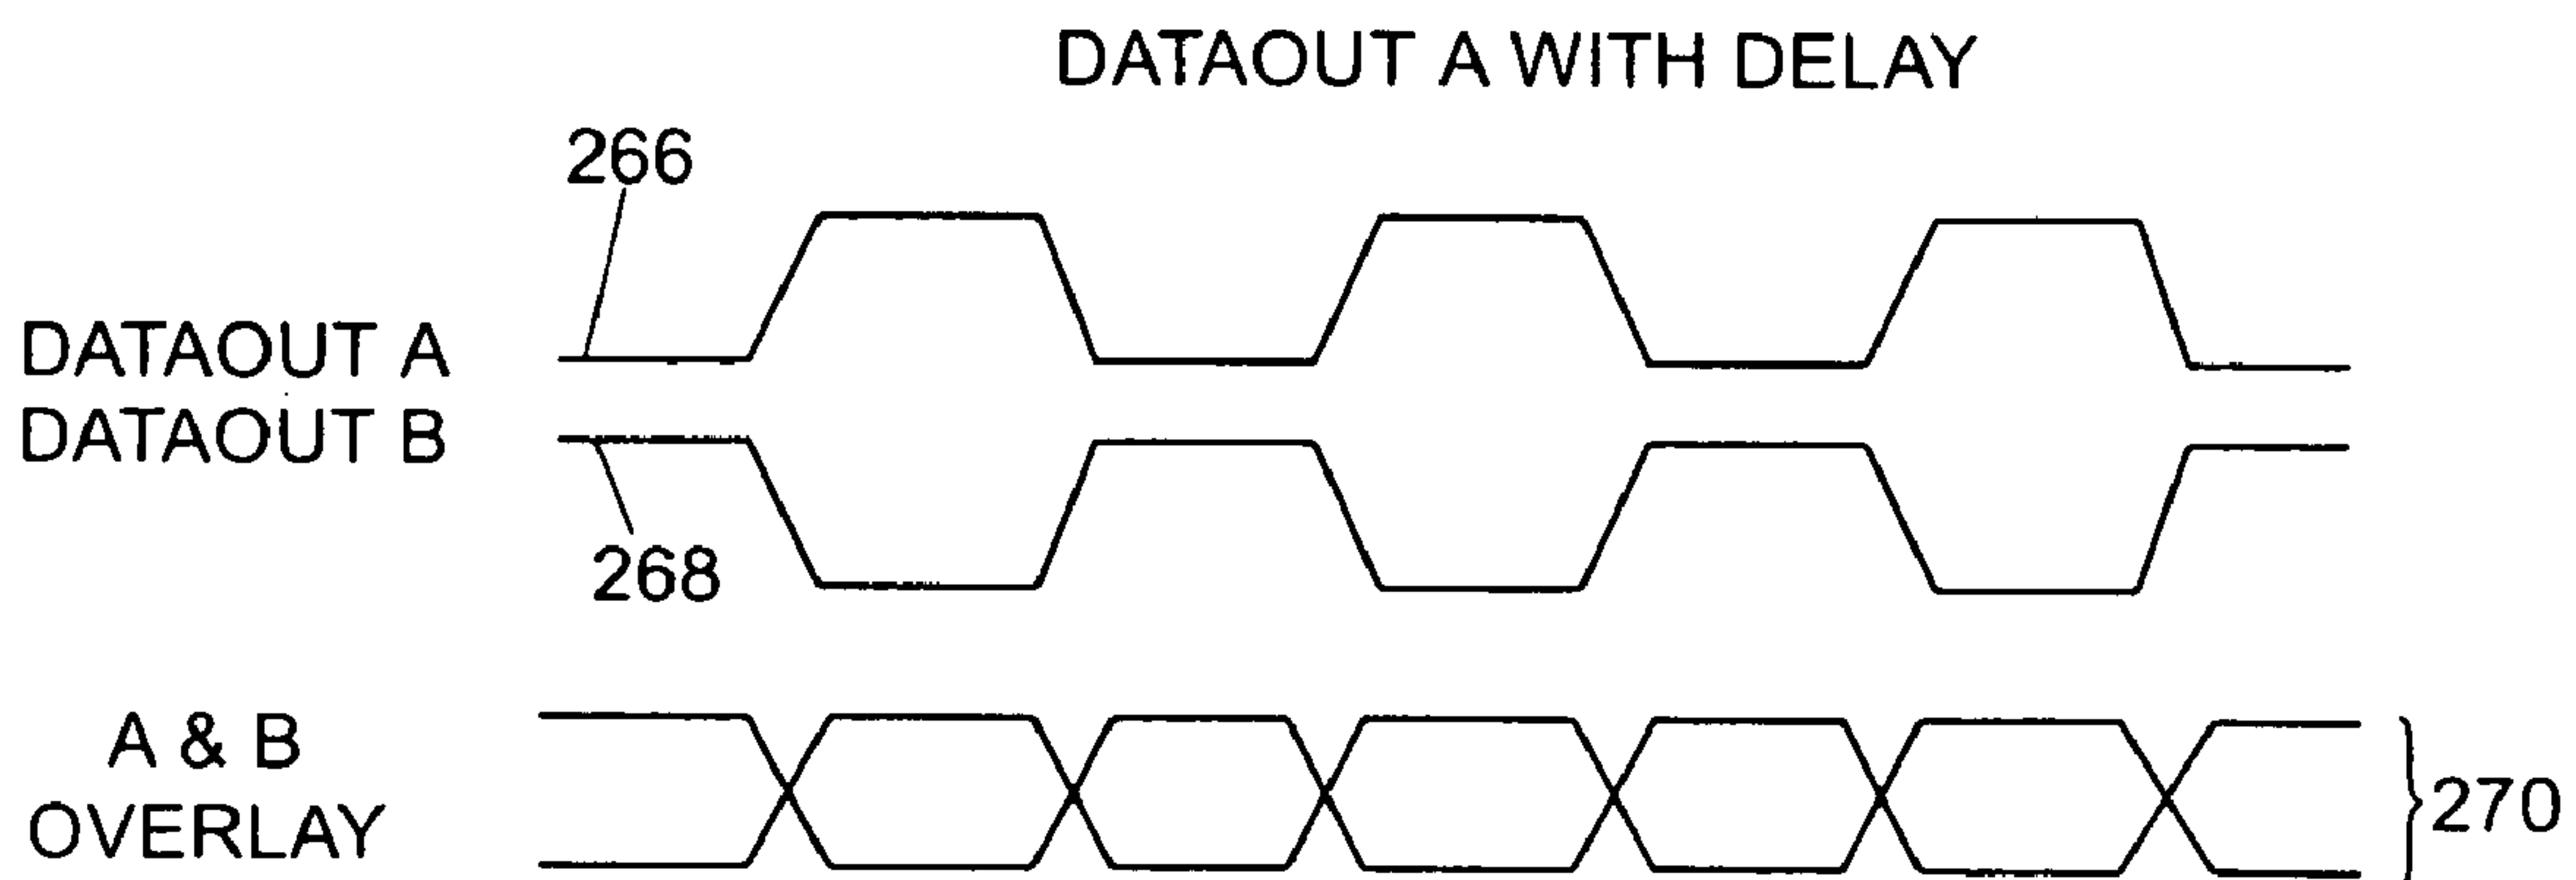 DATAOUT A WITH DELAY
266
DATAOUT A
DATAOUT B
268
A & B
OVERLAY
270